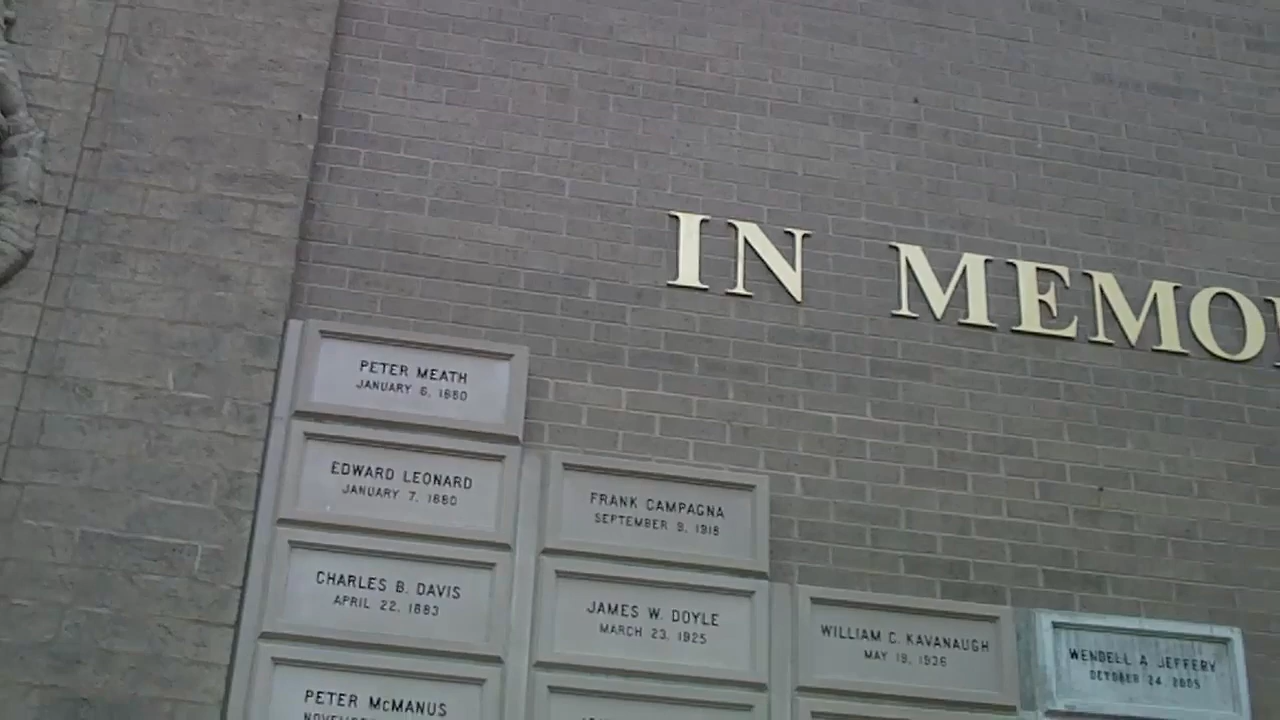 IN MEMO
PETER MEATH
JANUARY 6, 1880
EDWARD LEONARD
JANUARY 7, 1880
CHARLES B. DAVIS
APRIL 22, 1883
PETER McMANUS
FRANK CAMPAGNA
SEPTEMBER 9, 1918
JAMES W. DOYLE
MARCH 23, 1925
WILLIAM C. KAVANAUGH
MAY 19, 1936
WENDELL A. JEFFERY
OCTOBER 24, 2005